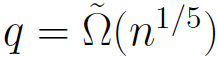 q = Ω̃(n^{1/5})